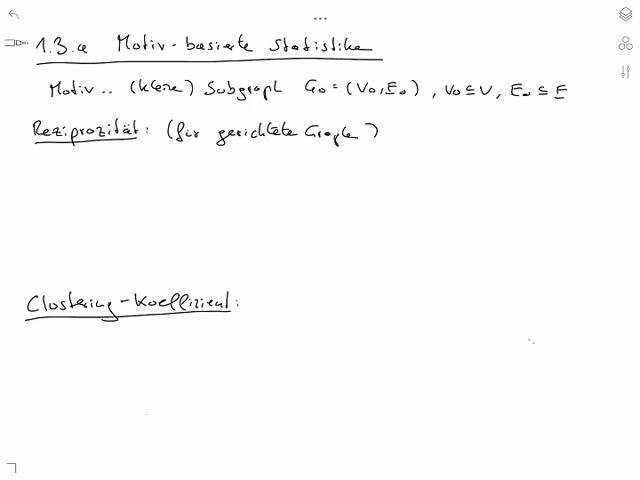 1.3.a Motiv-basierte Statistike
Motiv .. (kleine) Subgraph G₀ = (V₀, E₀), V₀ ⊆ V, E₀ ⊆ E
Reziprozität: (für gerichtete Graphe)
Clustering-Koeffizient: